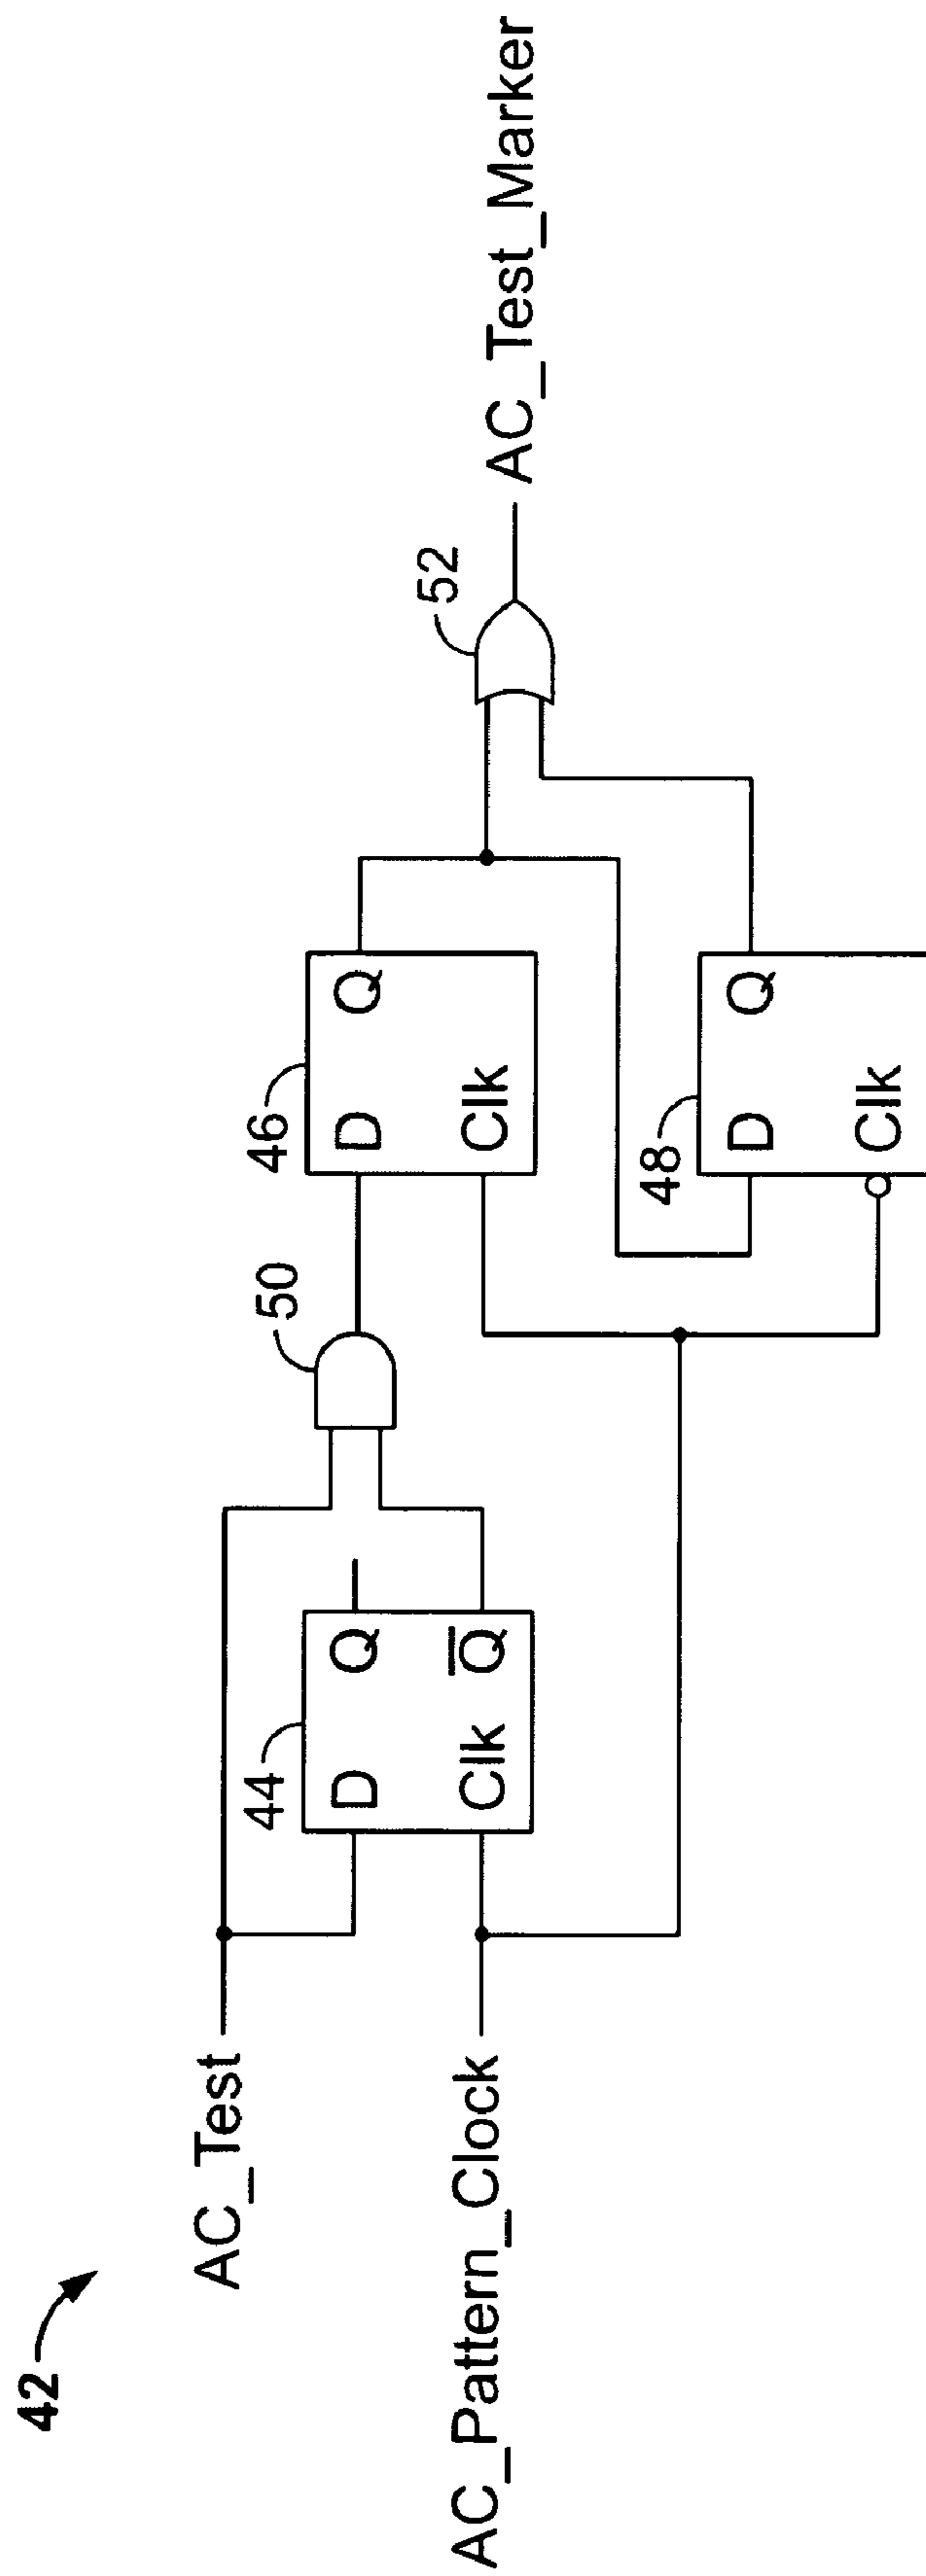 42
AC_Test
AC_Pattern_Clock
44
D Q
Clk Q̅
50
46
D Q
Clk
48
D Q
Clk
52
AC_Test_Marker